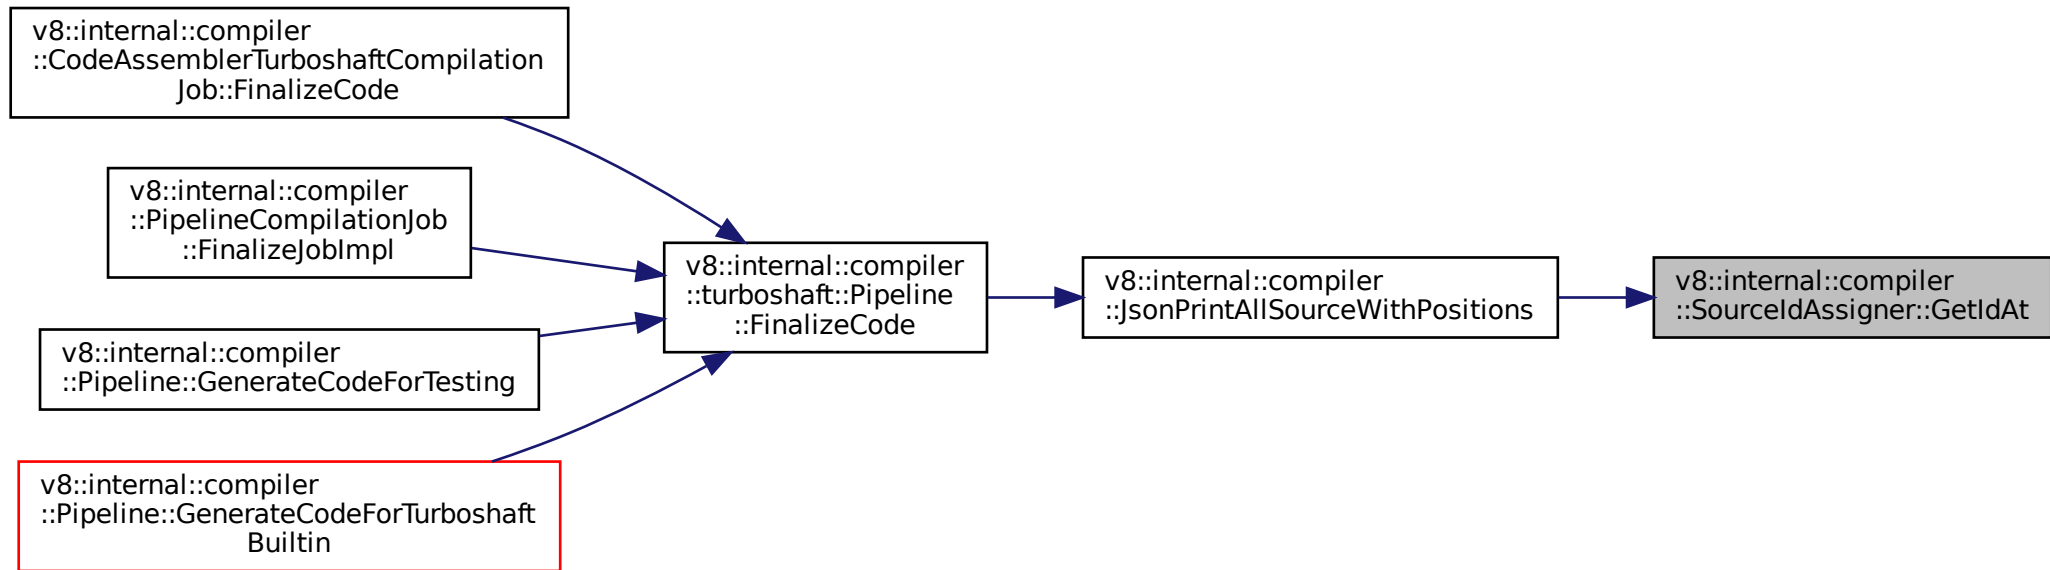 v8::internal::compiler
::CodeAssemblerTurboshaftCompilation
Job::FinalizeCode
v8::internal::compiler
::PipelineCompilationJob
::FinalizeJobImpl
v8::internal::compiler
::Pipeline::GenerateCodeForTesting
v8::internal::compiler
::Pipeline::GenerateCodeForTurboshaft
Builtin
v8::internal::compiler
::turboshaft::Pipeline
::FinalizeCode
v8::internal::compiler
::JsonPrintAllSourceWithPositions
v8::internal::compiler
::SourceIdAssigner::GetIdAt